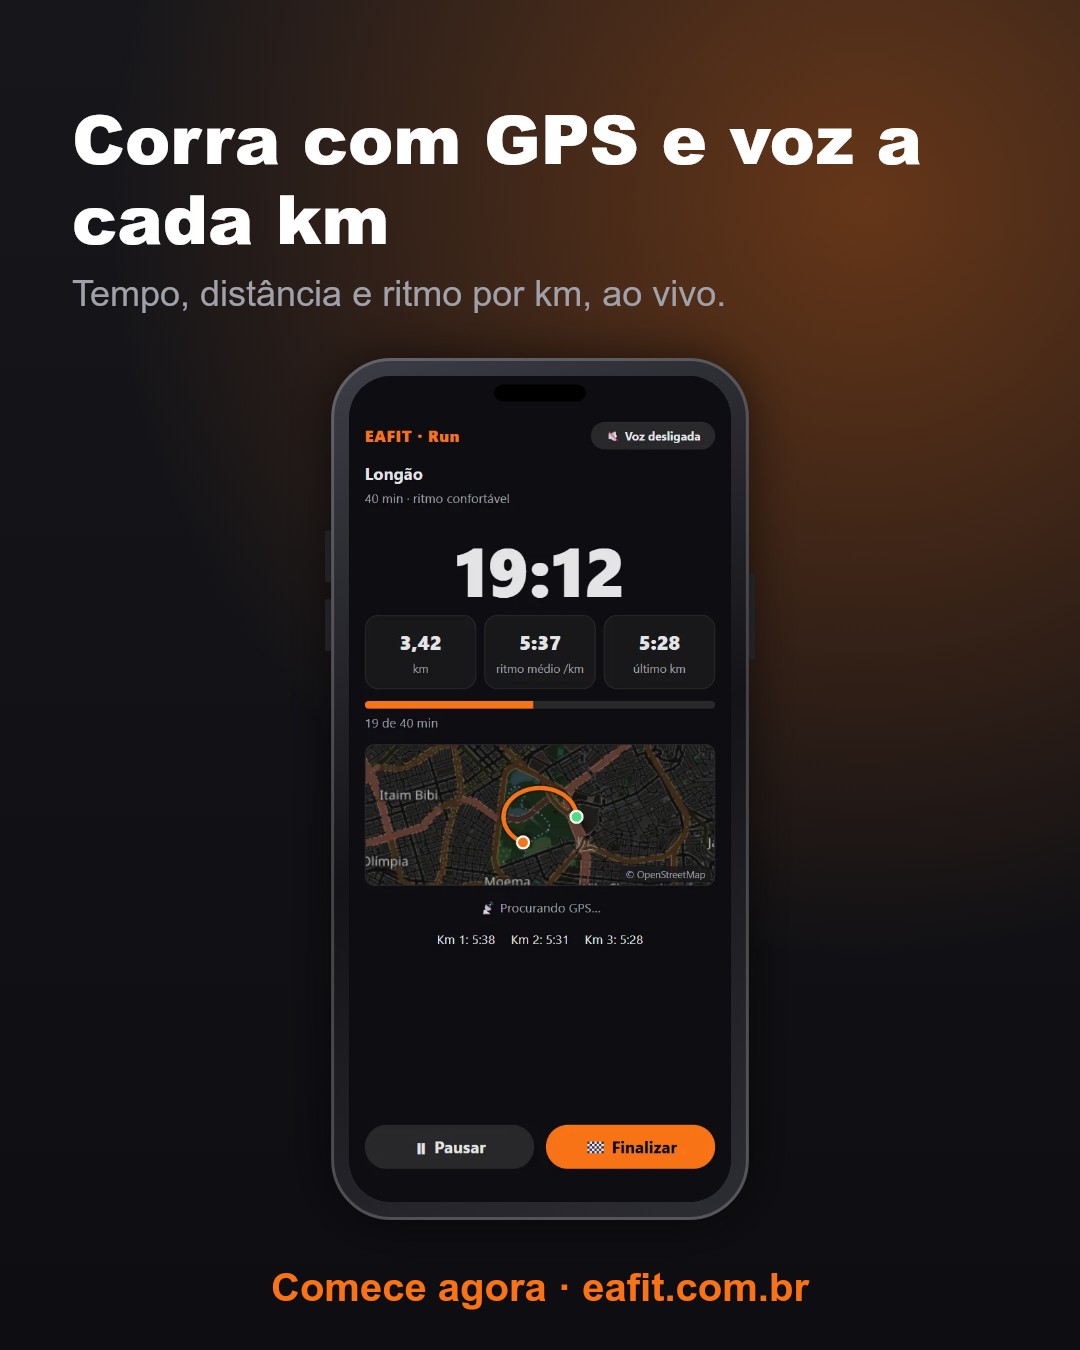 Corra com GPS e voz a
cada km
Tempo, distância e ritmo por km, ao vivo.
EAFIT · Run
Voz desligada
Longão
40 min · ritmo confortável
19:12
3,42
km
5:37
ritmo médio /km
5:28
último km
19 de 40 min
Itaim Bibi
Olímpia
Moema
© OpenStreetMap
Procurando GPS...
Km 1: 5:38 Km 2: 5:31 Km 3: 5:28
Pausar
Finalizar
Comece agora · eafit.com.br